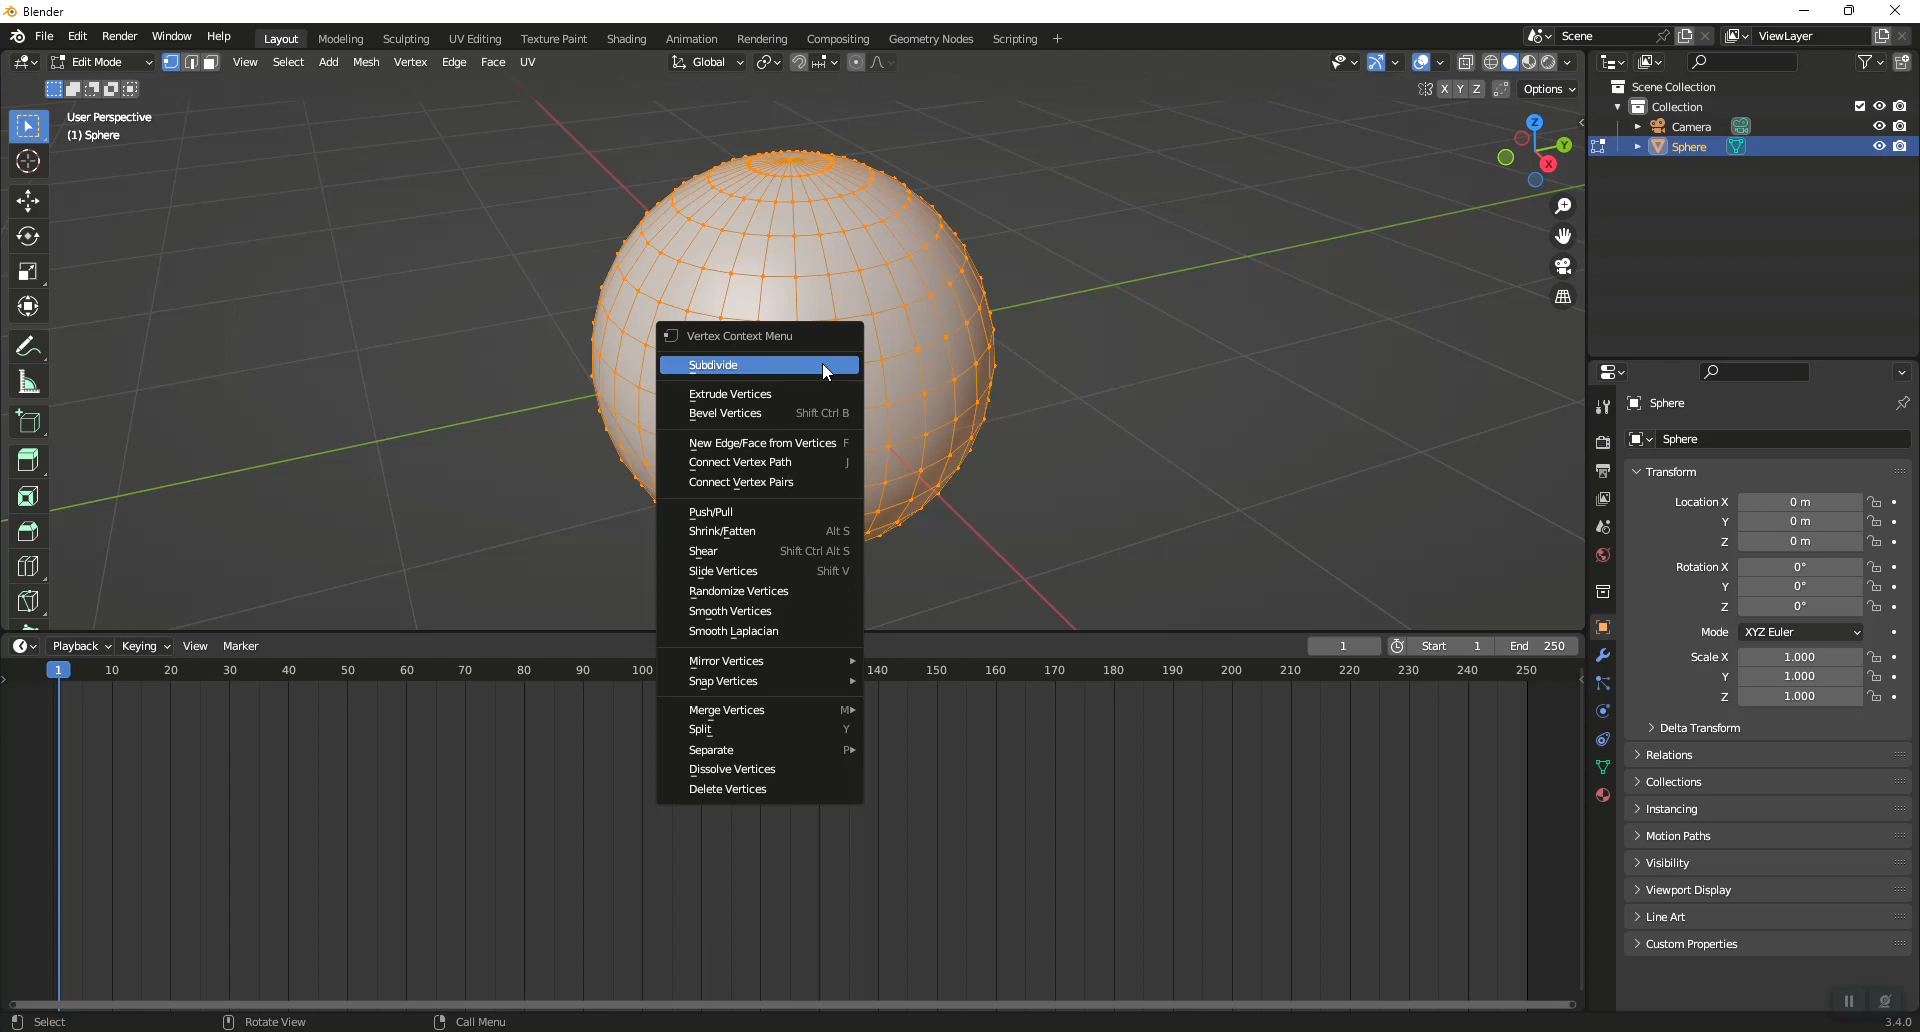 Blender
File Edit Render Window Help Layout Modeling Sculpting UV Editing Texture Paint Shading Animation Rendering Compositing Geometry Nodes Scripting + Scene ViewLayer
Edit Mode View Select Add Mesh Vertex Edge Face UV Global
X Y Z Options
User Perspective
(1) Sphere
Z
Y
X
Scene Collection
Collection
Camera
Sphere
Vertex Context Menu
Subdivide
Extrude Vertices
Bevel Vertices Shift Ctrl B
New Edge/Face from Vertices F
Connect Vertex Path J
Connect Vertex Pairs
Push/Pull
Shrink/Fatten Alt S
Shear Shift Ctrl Alt S
Slide Vertices Shift V
Randomize Vertices
Smooth Vertices
Smooth Laplacian
Mirror Vertices
Snap Vertices
Merge Vertices M
Split Y
Separate P
Dissolve Vertices
Delete Vertices
Sphere
Sphere
Transform
Location X 0 m
Y 0 m
Z 0 m
Rotation X 0°
Y 0°
Z 0°
Mode XYZ Euler
Scale X 1.000
Y 1.000
Z 1.000
Delta Transform
Relations
Collections
Instancing
Motion Paths
Visibility
Viewport Display
Line Art
Custom Properties
Playback Keying View Marker 1 Start 1 End 250
1 10 20 30 40 50 60 70 80 90 100 140 150 160 170 180 190 200 210 220 230 240 250
Select Rotate View Call Menu 3.4.0